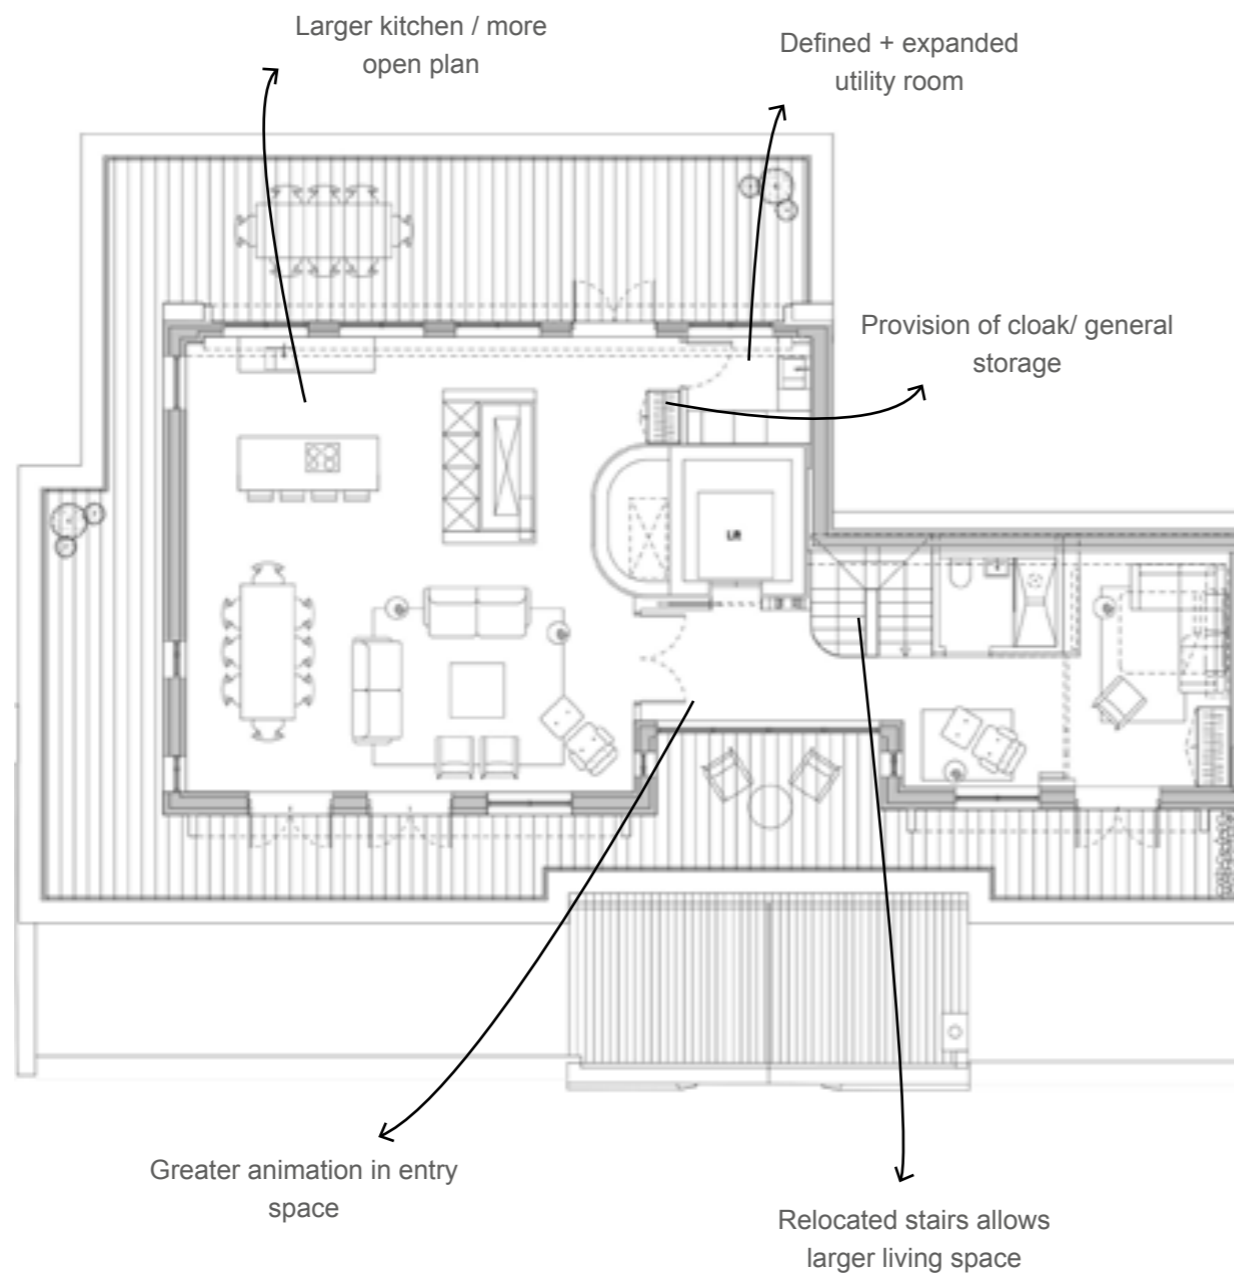 Larger kitchen / more
open plan
Defined + expanded
utility room
Provision of cloak/ general
storage
LR
Greater animation in entry
space
Relocated stairs allows
larger living space